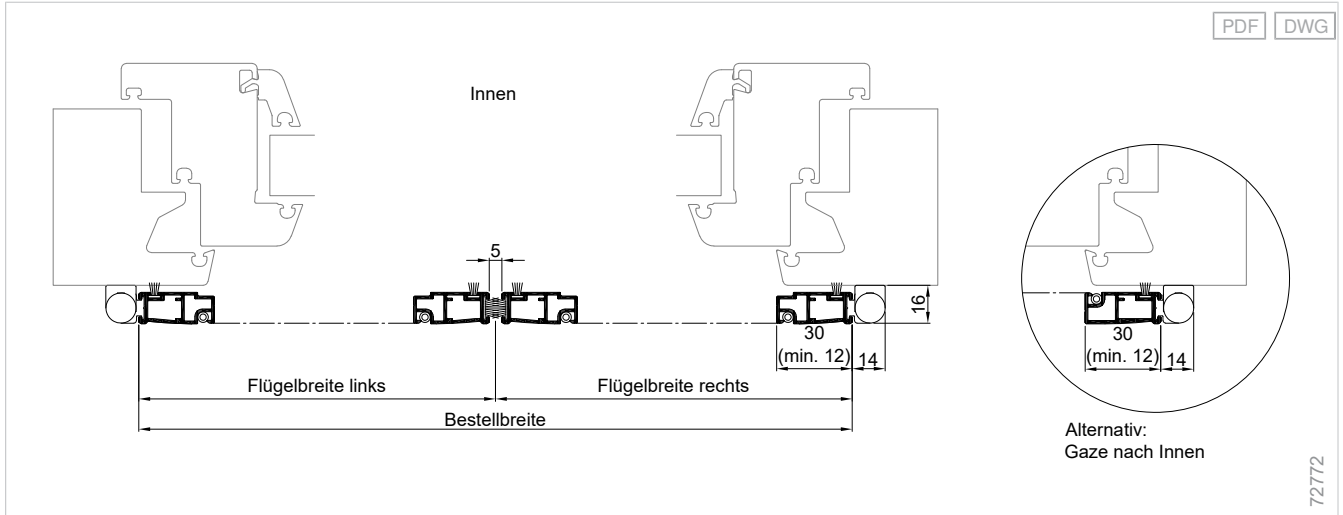 PDF DWG
Innen
5
16
30
(min. 12) 14
30
(min. 12) 14
Flügelbreite links Flügelbreite rechts
Bestellbreite
Alternativ:
Gaze nach Innen
72772